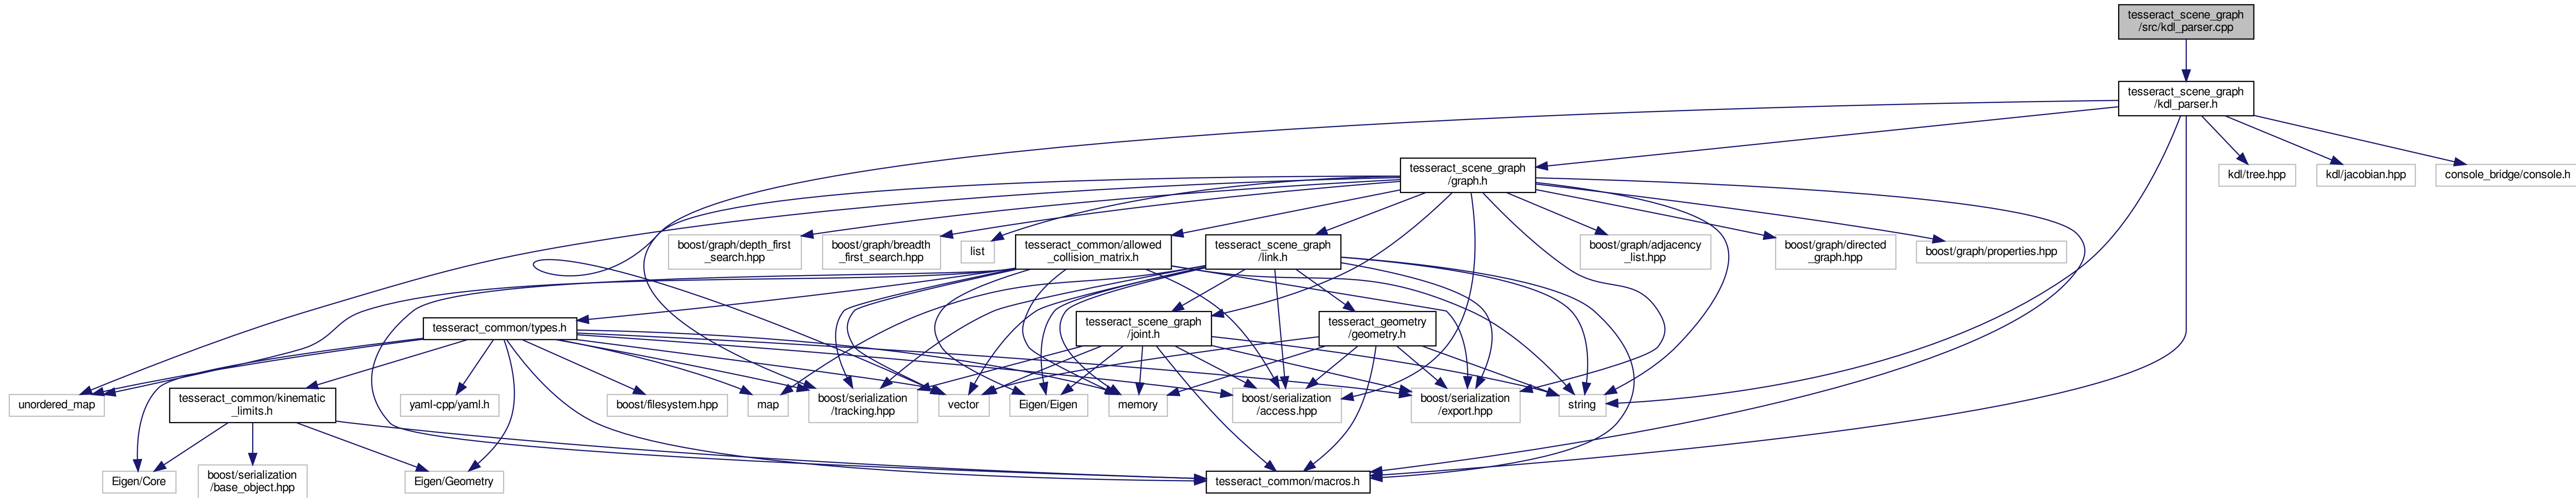 tesseract_scene_graph
/src/kdl_parser.cpp
tesseract_scene_graph
/kdl_parser.h
tesseract_scene_graph
/graph.h
kdl/tree.hpp
kdl/jacobian.hpp
console_bridge/console.h
boost/graph/depth_first
_search.hpp
boost/graph/breadth
_first_search.hpp
list
tesseract_common/allowed
_collision_matrix.h
tesseract_scene_graph
/link.h
boost/graph/adjacency
_list.hpp
boost/graph/directed
_graph.hpp
boost/graph/properties.hpp
tesseract_common/types.h
tesseract_scene_graph
/joint.h
tesseract_geometry
/geometry.h
unordered_map
tesseract_common/kinematic
_limits.h
yaml-cpp/yaml.h
boost/filesystem.hpp
map
boost/serialization
/tracking.hpp
vector
Eigen/Eigen
memory
boost/serialization
/access.hpp
boost/serialization
/export.hpp
string
Eigen/Core
boost/serialization
/base_object.hpp
Eigen/Geometry
tesseract_common/macros.h